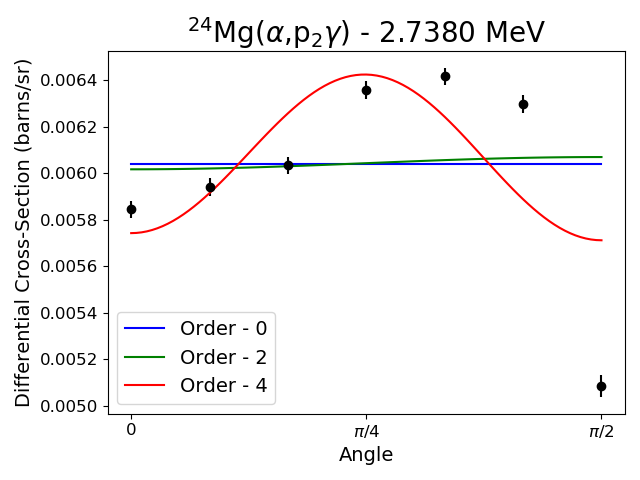 ²⁴Mg(α,p₂γ) - 2.7380 MeV
Differential Cross-Section (barns/sr)
0.0064
0.0062
0.0060
0.0058
0.0056
0.0054
0.0052
0.0050
Order - 0
Order - 2
Order - 4
0
π/4
π/2
Angle